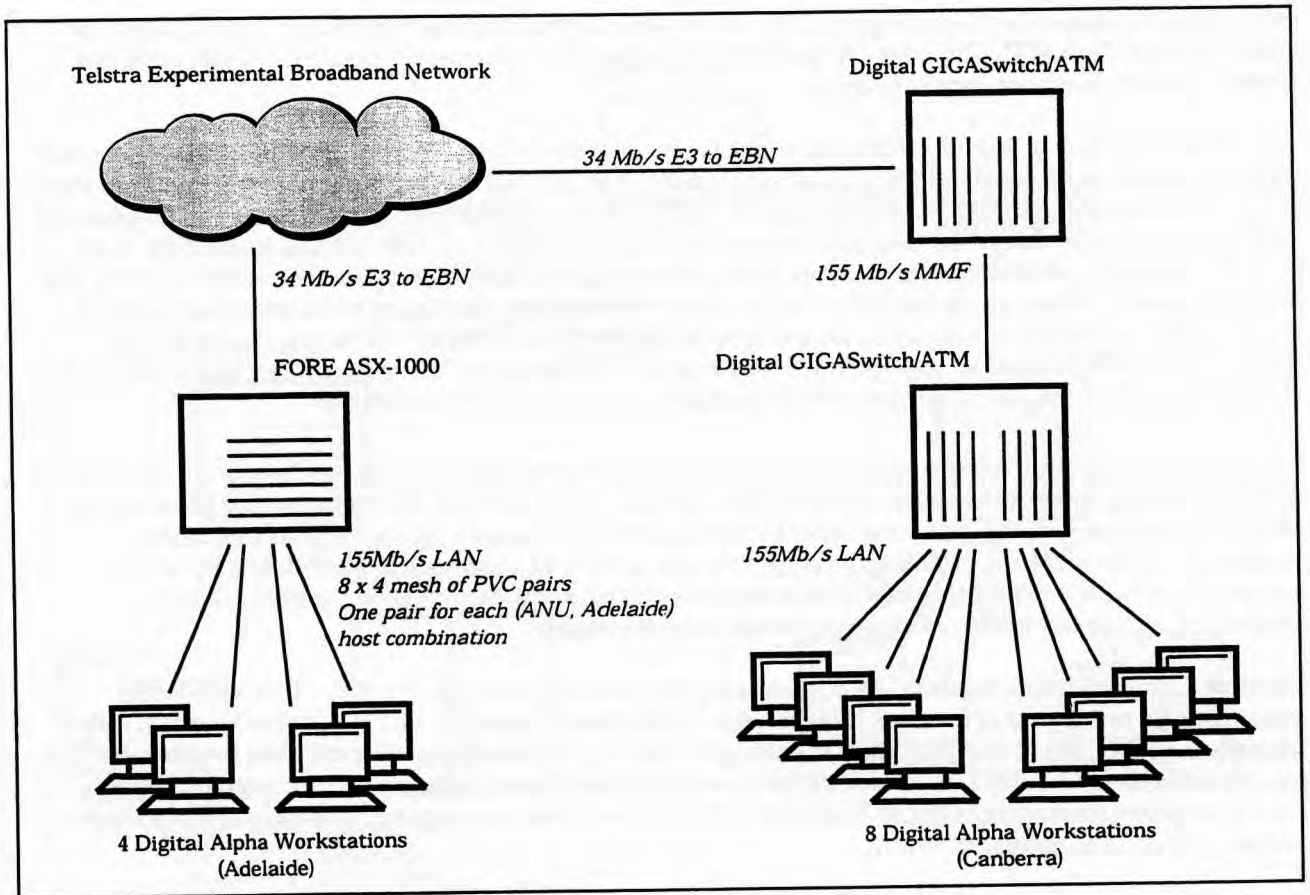 Telstra Experimental Broadband Network
Digital GIGASwitch/ATM
34 Mb/s E3 to EBN
34 Mb/s E3 to EBN
155 Mb/s MMF
FORE ASX-1000
Digital GIGASwitch/ATM
155Mb/s LAN
8 x 4 mesh of PVC pairs
One pair for each (ANU, Adelaide)
host combination
155Mb/s LAN
4 Digital Alpha Workstations
(Adelaide)
8 Digital Alpha Workstations
(Canberra)